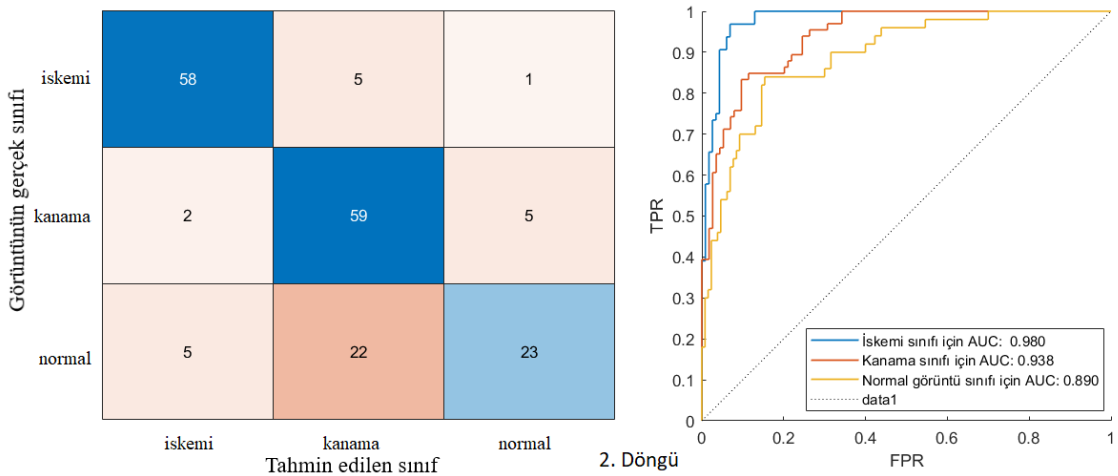 Görüntünün gerçek sınıfı
iskemi
58
5
1
kanama
2
59
5
normal
5
22
23
iskemi
kanama
normal
Tahmin edilen sınıf
2. Döngü
TPR
1
0.9
0.8
0.7
0.6
0.5
0.4
0.3
0.2
0.1
0
0
0.2
0.4
0.6
0.8
1
FPR
İskemi sınıfı için AUC: 0.980
Kanama sınıfı için AUC: 0.938
Normal görüntü sınıfı için AUC: 0.890
data1